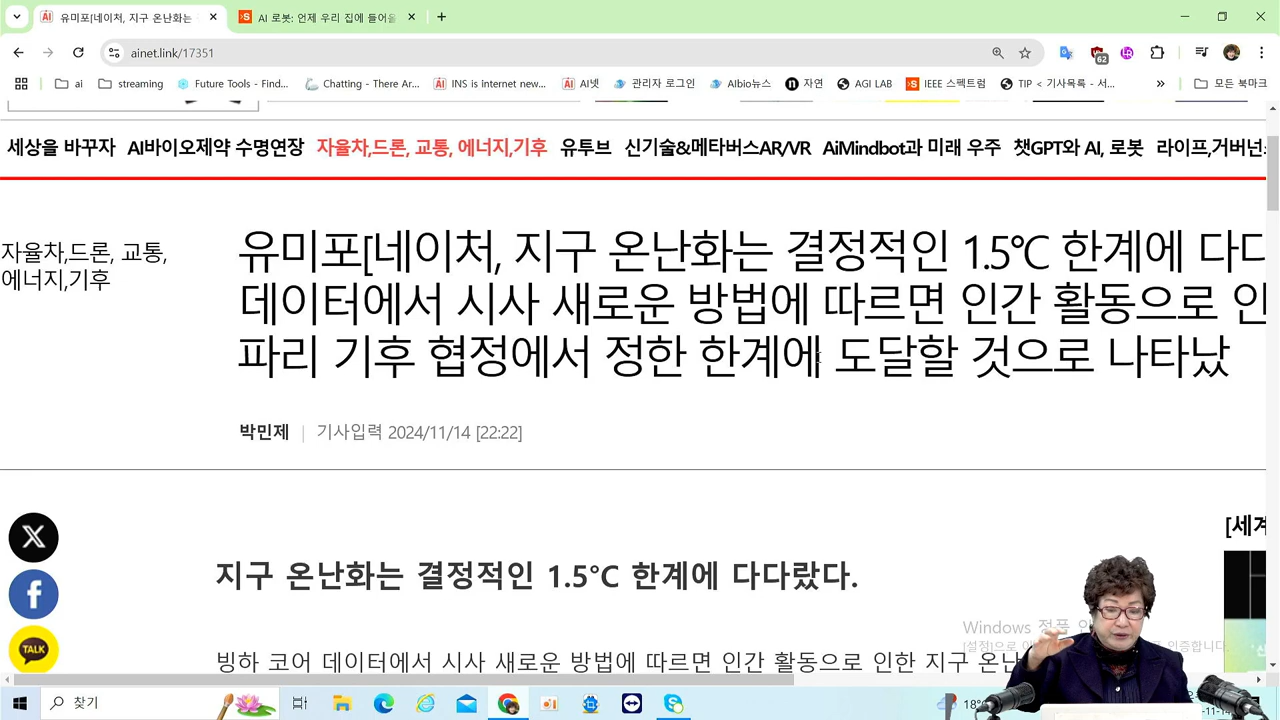 유미포[네이처, 지구 온난화는
AI 로봇: 언제 우리 집에 들어올
ainet.link/17351
62
ai
streaming
Future Tools - Find...
Chatting - There Ar...
INS is internet new...
AI넷
관리자 로그인
AIbio뉴스
자연
AGI LAB
IEEE 스펙트럼
TIP < 기사목록 - 서...
모든 북마크
세상을 바꾸자 AI바이오제약 수명연장 자율차,드론, 교통, 에너지,기후 유투브 신기술&메타버스AR/VR AiMindbot과 미래 우주 챗GPT와 AI, 로봇 라이프,거버넌
자율차,드론, 교통,
에너지,기후
유미포[네이처, 지구 온난화는 결정적인 1.5℃ 한계에 다다
데이터에서 시사 새로운 방법에 따르면 인간 활동으로 인
파리 기후 협정에서 정한 한계에 도달할 것으로 나타났
박민제 | 기사입력 2024/11/14 [22:22]
[세계
지구 온난화는 결정적인 1.5°C 한계에 다다랐다.
TALK
Windows 정품 인
빙하 코어 데이터에서 시사 새로운 방법에 따르면 인간 활동으로 인한 지구 온난
인증합니다.
찾기
18°